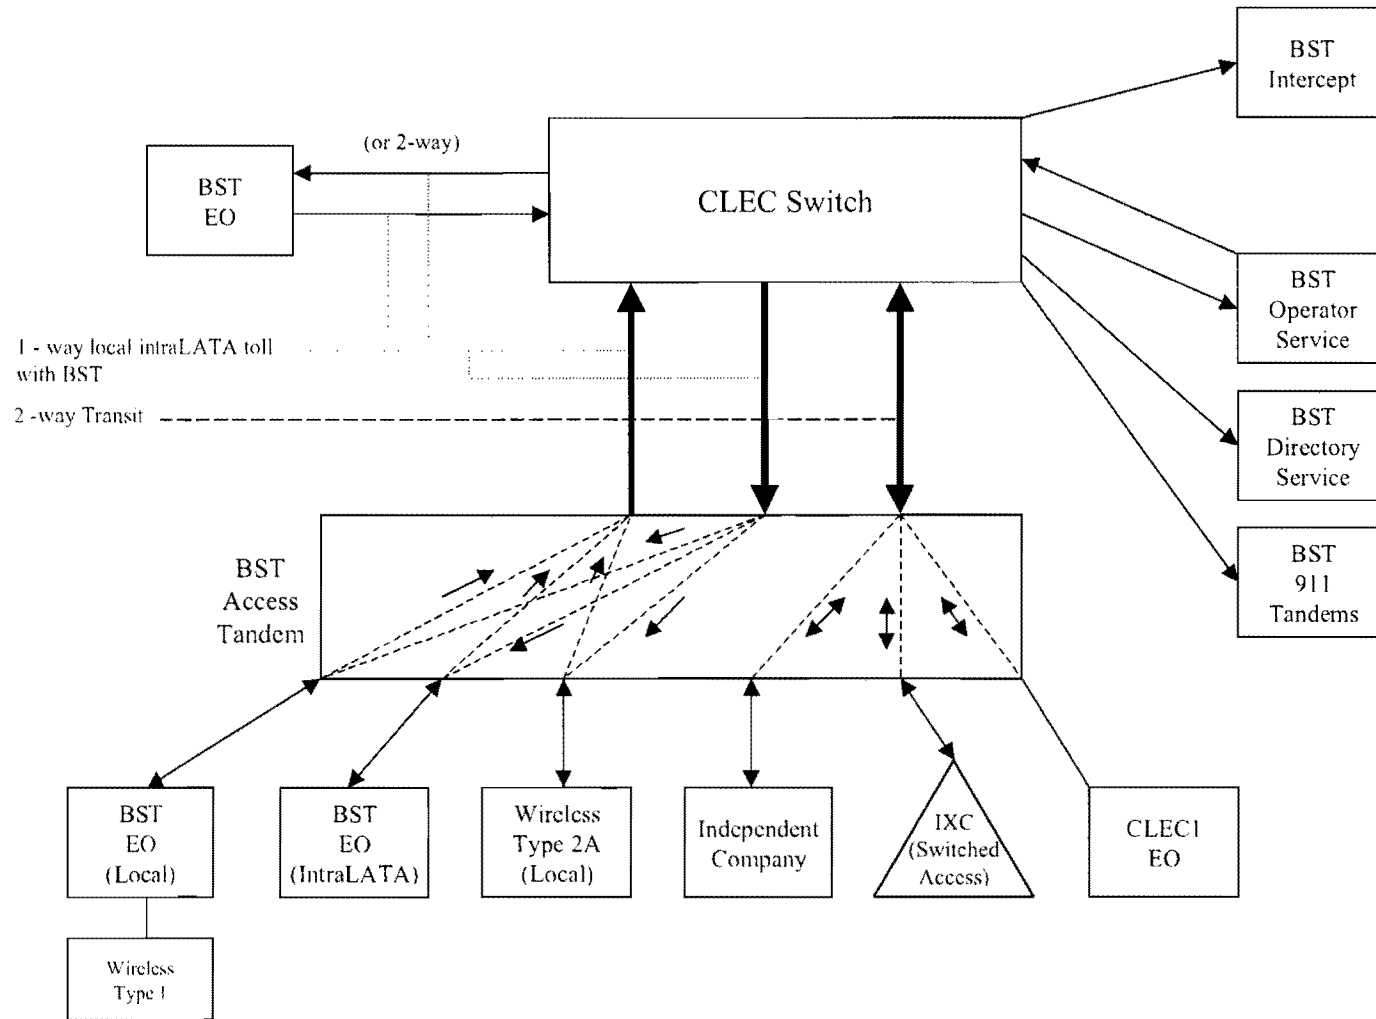 BST
Intercept
(or 2-way)
BST
EO
CLEC Switch
BST
Operator
Service
1 - way local intraLATA toll
with BST
2 -way Transit
BST
Directory
Service
BST
911
Tandems
BST
Access
Tandem
BST
EO
(Local)
BST
EO
(IntraLATA)
Wireless
Type 2A
(Local)
Independent
Company
IXC
(Switched
Access)
CLEC1
EO
Wireless
Type 1